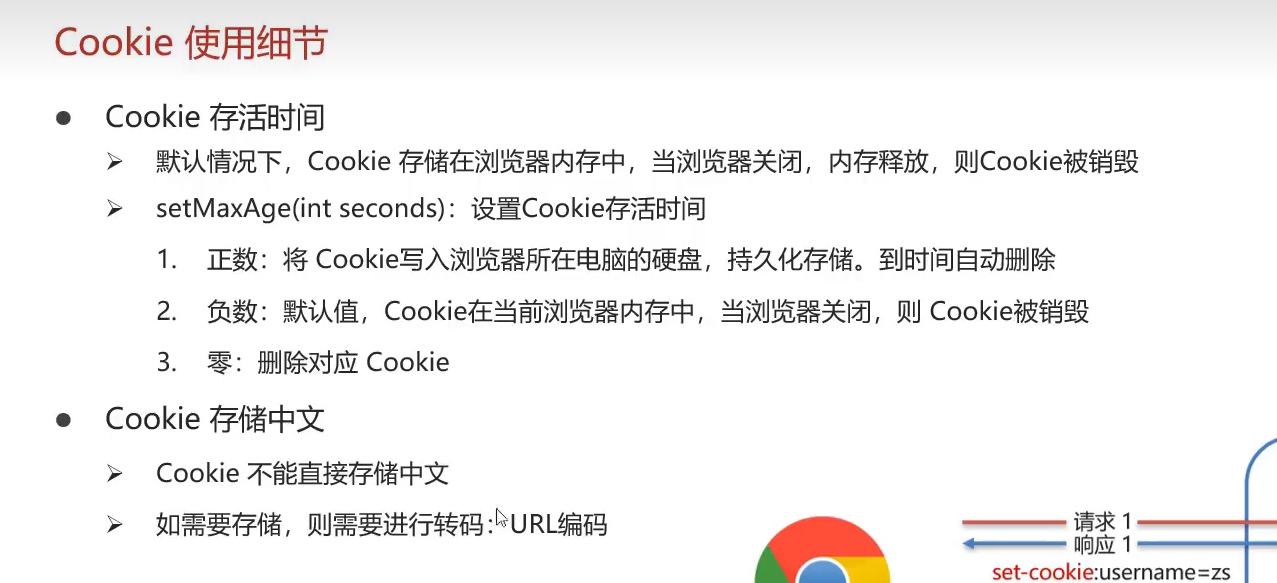 Cookie 使用细节
● Cookie 存活时间
➢ 默认情况下，Cookie 存储在浏览器内存中，当浏览器关闭，内存释放，则Cookie被销毁
➢ setMaxAge(int seconds)：设置Cookie存活时间
1. 正数：将 Cookie写入浏览器所在电脑的硬盘，持久化存储。到时间自动删除
2. 负数：默认值，Cookie在当前浏览器内存中，当浏览器关闭，则 Cookie被销毁
3. 零：删除对应 Cookie
● Cookie 存储中文
➢ Cookie 不能直接存储中文
➢ 如需要存储，则需要进行转码：URL编码
请求 1
响应 1
set-cookie:username=zs